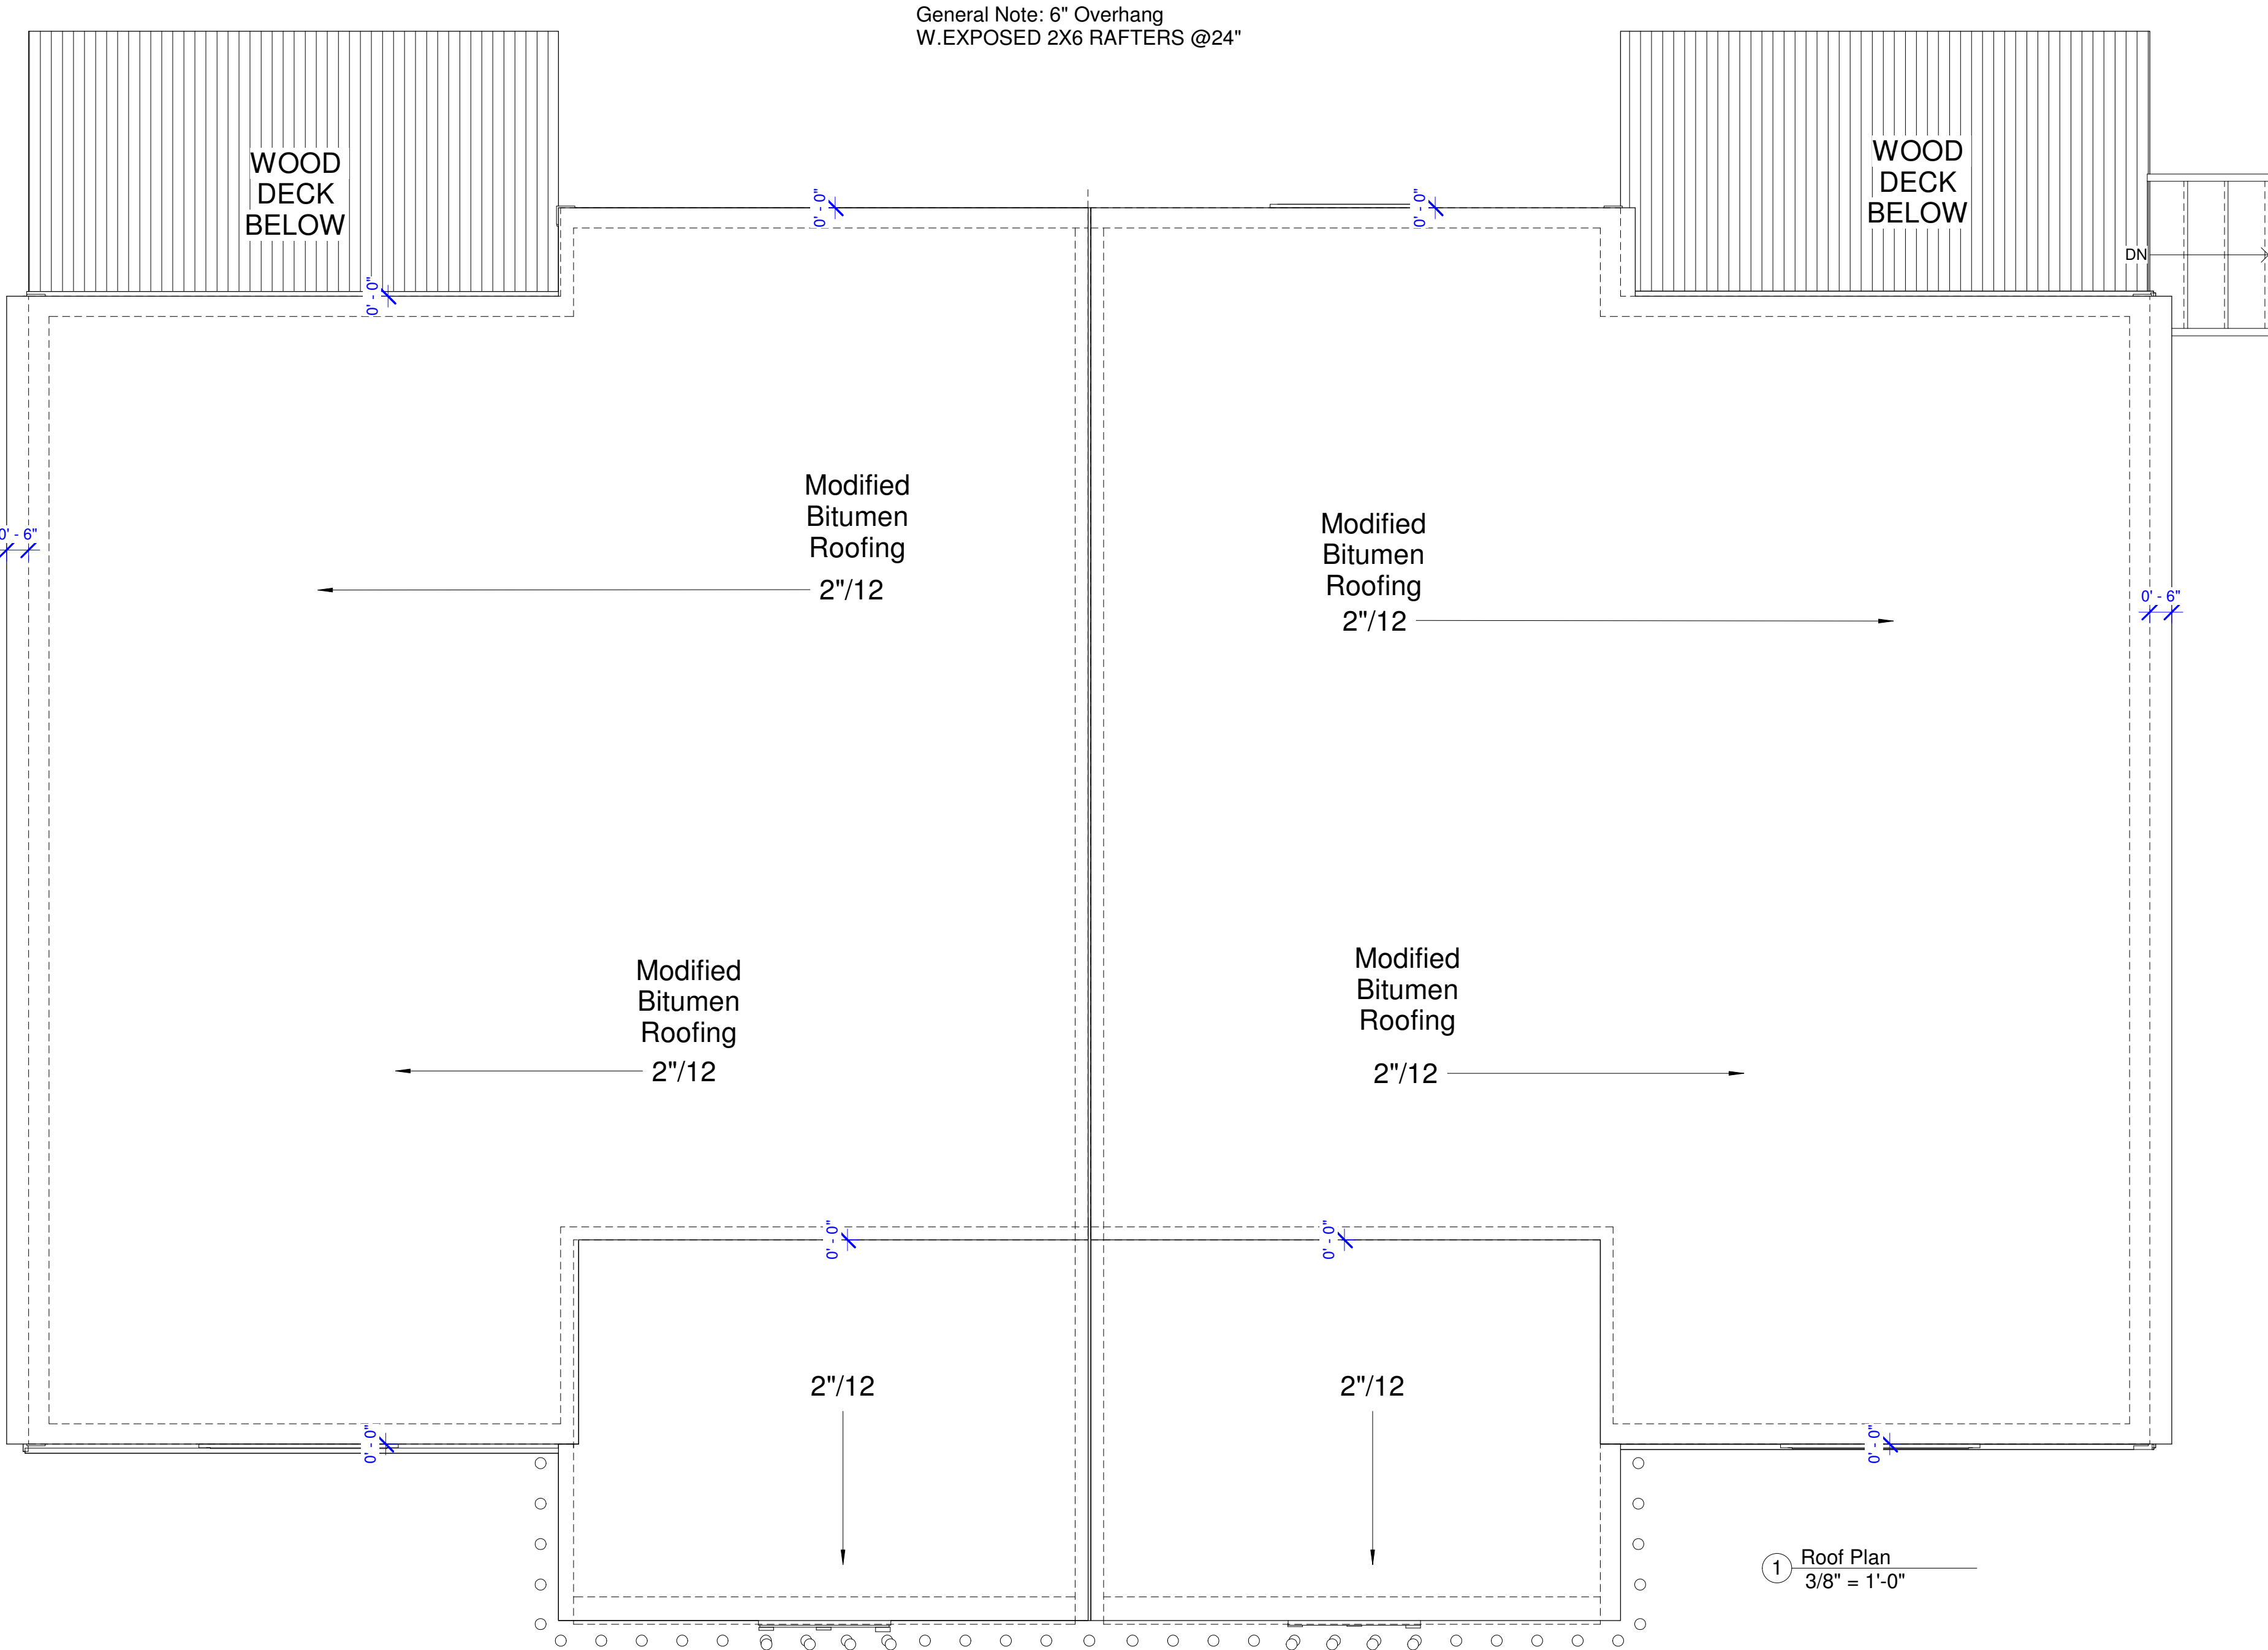 General Note: 6" Overhang
W.EXPOSED 2X6 RAFTERS @24"
WOOD
DECK
BELOW
WOOD
DECK
BELOW
0' - 0"
0' - 0"
DN
0' - 0"
Modified
Bitumen
Roofing
2"/12
Modified
Bitumen
Roofing
2"/12
0' - 6"
0' - 6"
Modified
Bitumen
Roofing
2"/12
Modified
Bitumen
Roofing
2"/12
0' - 0"
0' - 0"
2"/12
2"/12
0' - 0"
0' - 0"
1
Roof Plan
3/8" = 1'-0"